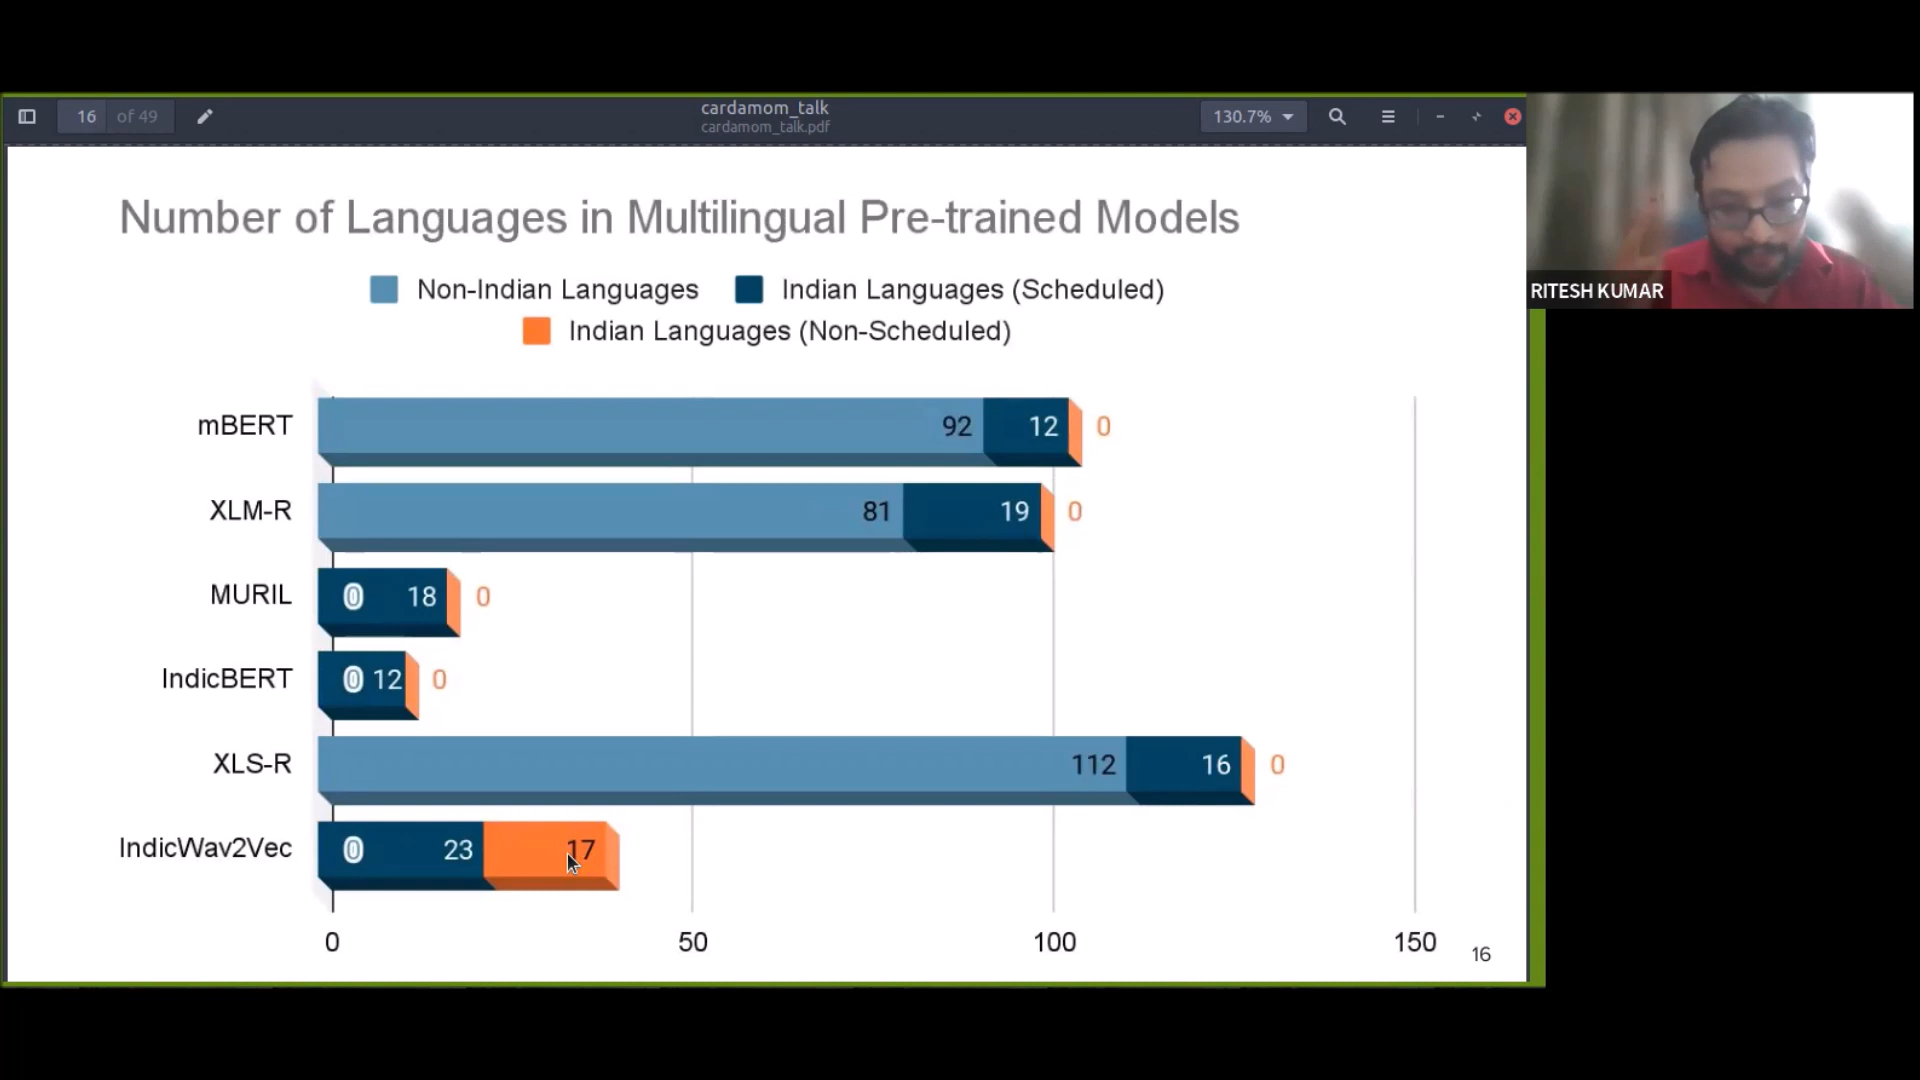 16 of 49
cardamom_talk
cardamom_talk.pdf
130.7%
RITESH KUMAR
Number of Languages in Multilingual Pre-trained Models
Non-Indian Languages
Indian Languages (Scheduled)
Indian Languages (Non-Scheduled)
mBERT 92 12 0
XLM-R 81 19 0
MURIL 0 18 0
IndicBERT 0 12 0
XLS-R 112 16 0
IndicWav2Vec 0 23 17
0 50 100 150
16